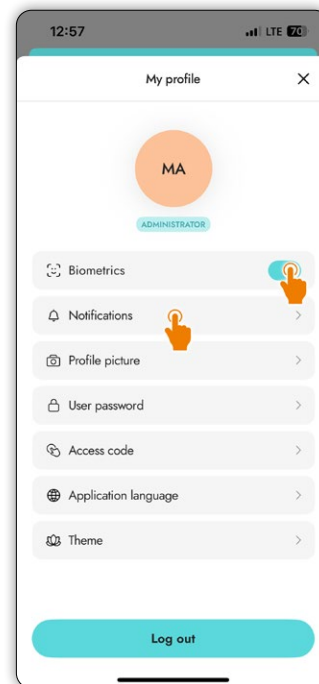 12:57 LTE 70
My profile
MA
ADMINISTRATOR
Biometrics
Notifications
Profile picture
User password
Access code
Application language
Theme
Log out